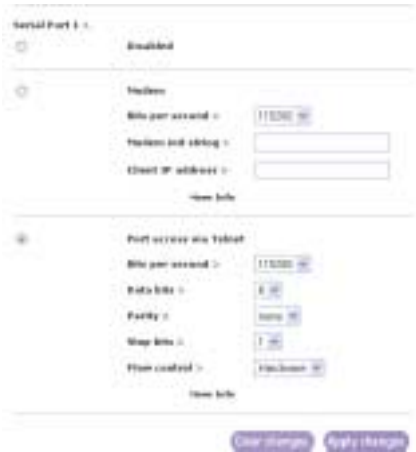 Serial Port 1 >
Disabled
Modem
Bits per second > 115200
Modem init string >
Client IP address >
More Info
Port access via Telnet
Bits per second > 115200
Data bits > 8
Parity > none
Stop bits > 1
Flow control > Hardware
More Info
Clear changes Apply changes